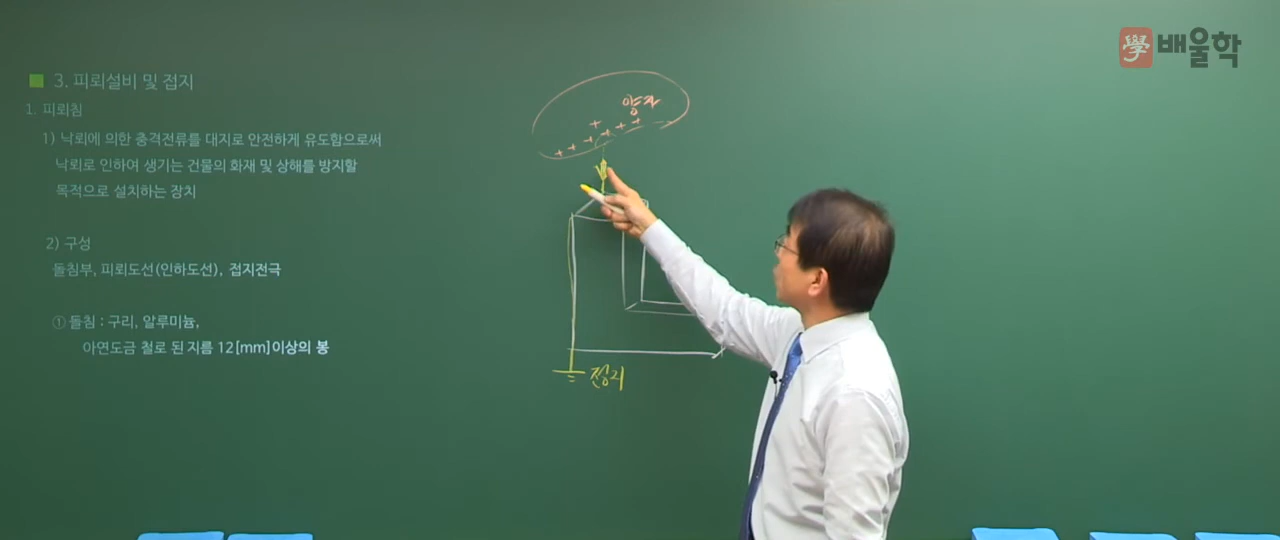 學 배울학
3. 피뢰설비 및 접지
1. 피뢰침
1) 낙뢰에 의한 충격전류를 대지로 안전하게 유도함으로써
낙뢰로 인하여 생기는 건물의 화재 및 상해를 방지할
목적으로 설치하는 장치
2) 구성
돌침부, 피뢰도선(인하도선), 접지전극
① 돌침 : 구리, 알루미늄,
아연도금 철로 된 지름 12[mm]이상의 봉
양자
+ + + + + + +
접지